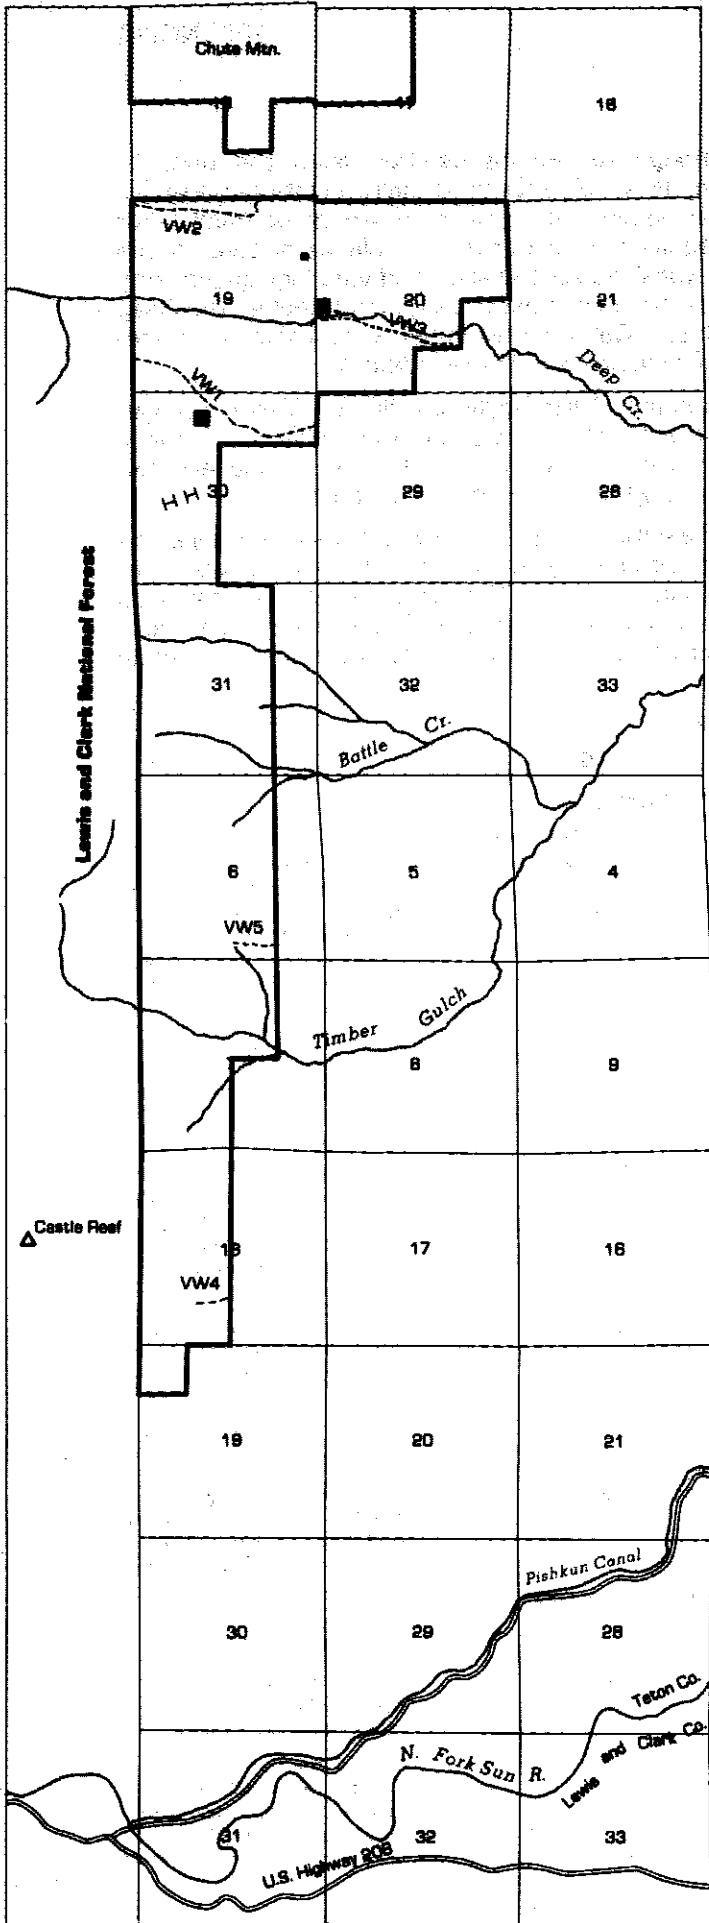 Chute Mtn.
18
VW2
19
20
21
VW3
Deep
Cr.
VW1
30
29
28
Lewis and Clark National Forest
31
32
33
Battle
Cr.
6
5
4
VW5
Timber
Gulch
8
9
Castle Reef
18
17
16
VW4
19
20
21
Pishkun Canal
30
29
28
Teton Co.
Lewis and Clark Co.
N. Fork Sun R.
31
32
33
U.S. Highway 208